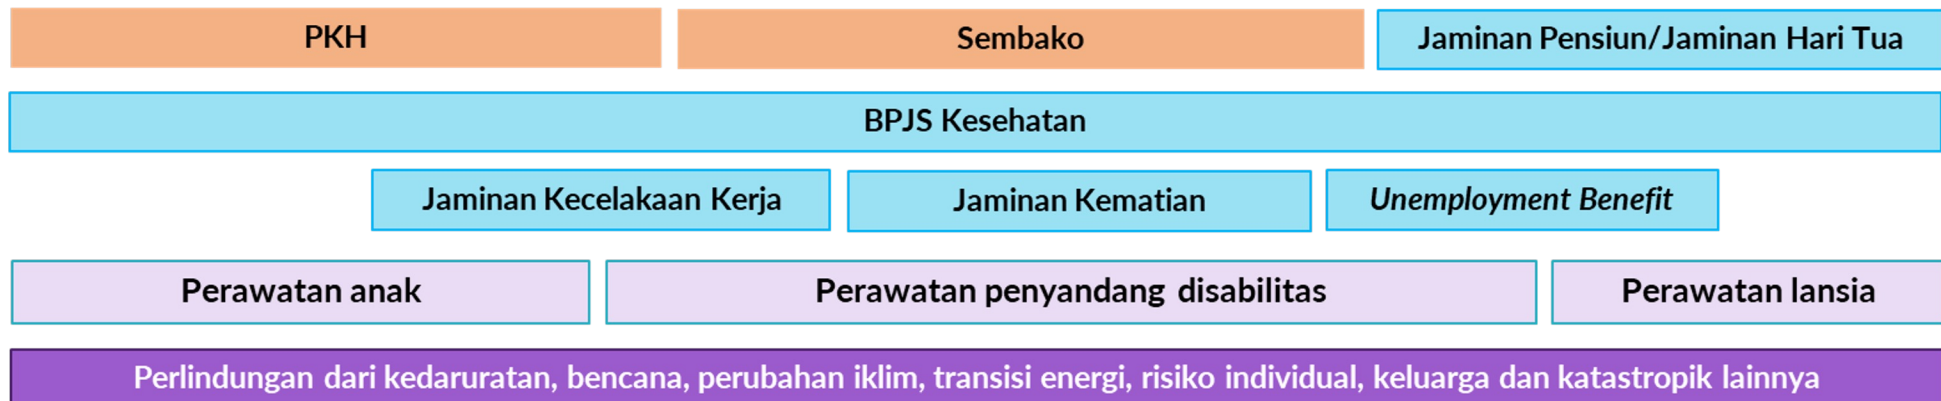 PKH
Sembako
Jaminan Pensiun/Jaminan Hari Tua
BPJS Kesehatan
Jaminan Kecelakaan Kerja
Jaminan Kematian
Unemployment Benefit
Perawatan anak
Perawatan penyandang disabilitas
Perawatan lansia
Perlindungan dari kedaruratan, bencana, perubahan iklim, transisi energi, risiko individual, keluarga dan katastropik lainnya